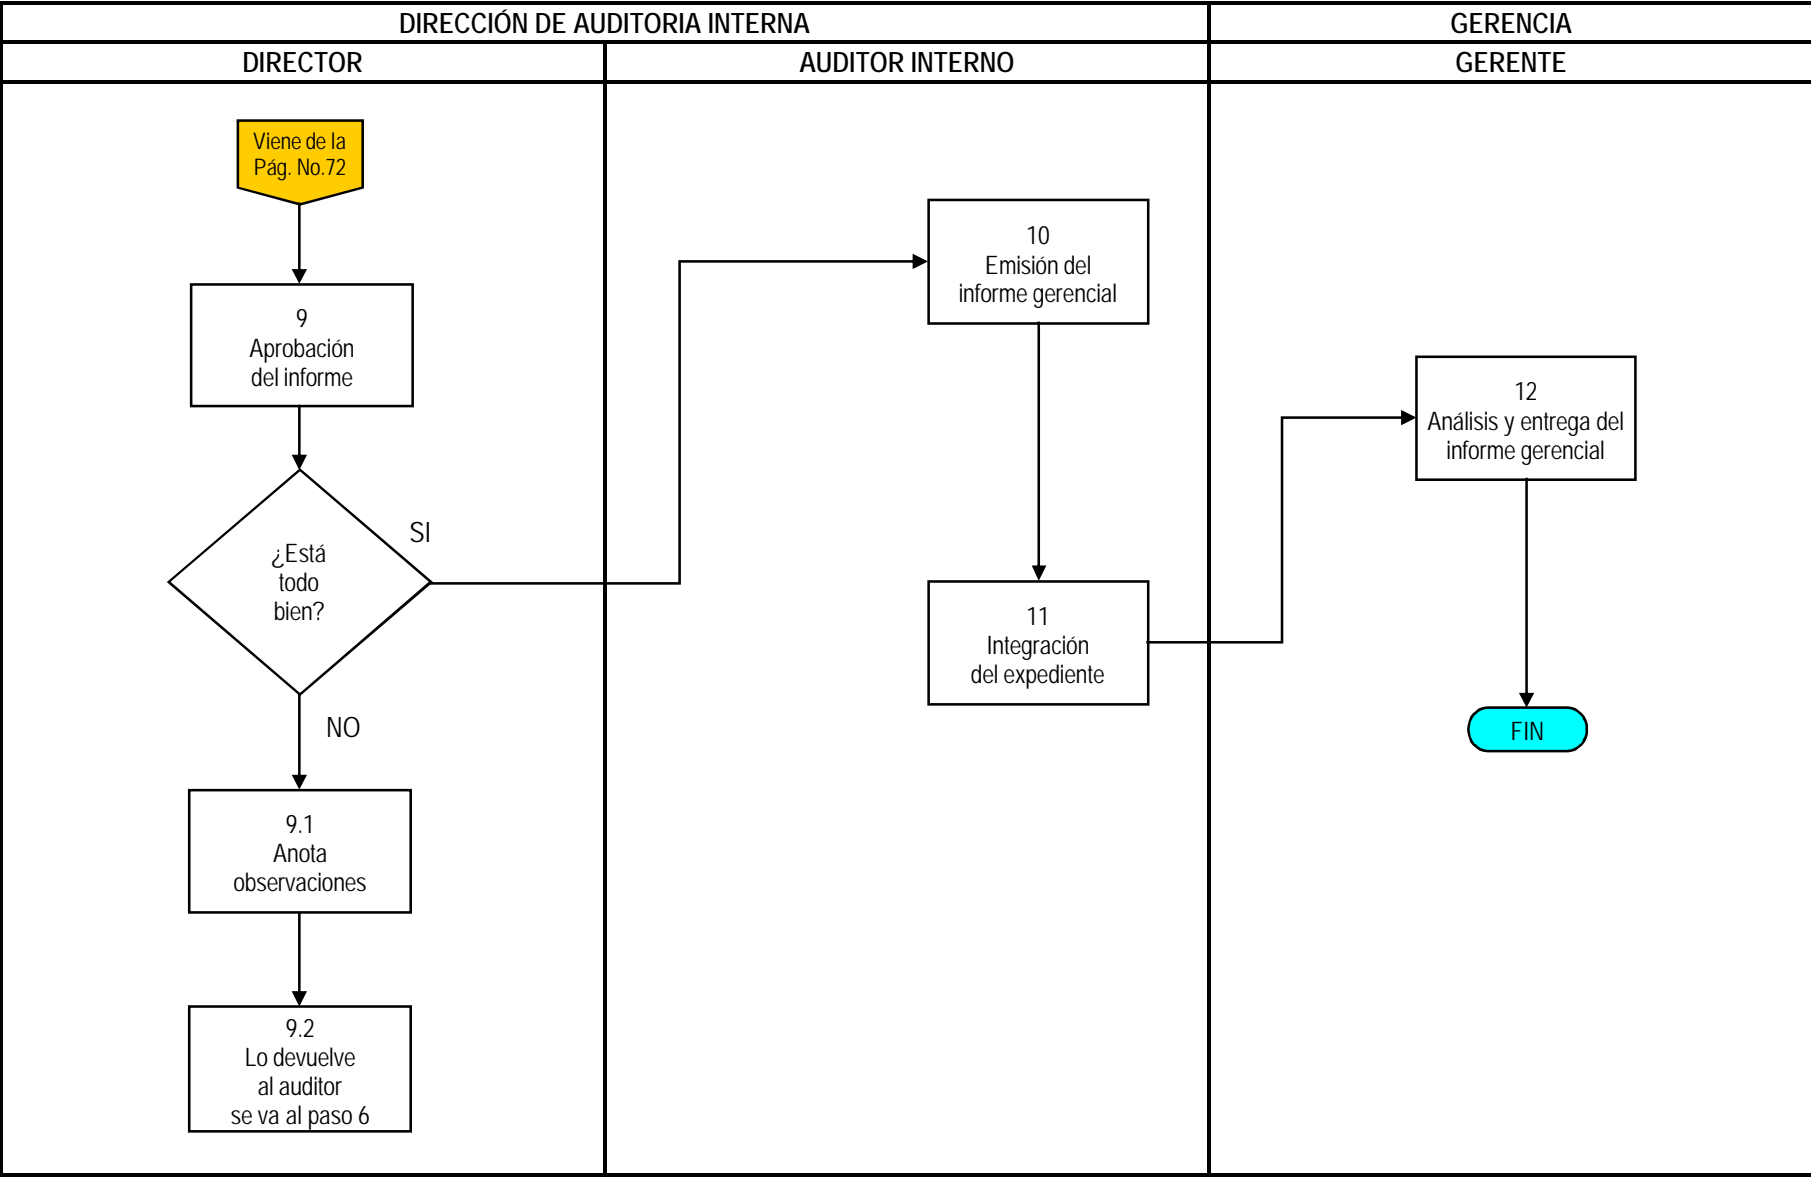 DIRECCIÓN DE AUDITORIA INTERNA
GERENCIA
DIRECTOR
AUDITOR INTERNO
GERENTE
Viene de la
Pág. No.72
9
Aprobación
del informe
¿Está
todo
bien?
SI
NO
9.1
Anota
observaciones
9.2
Lo devuelve
al auditor
se va al paso 6
10
Emisión del
informe gerencial
11
Integración
del expediente
12
Análisis y entrega del
informe gerencial
FIN